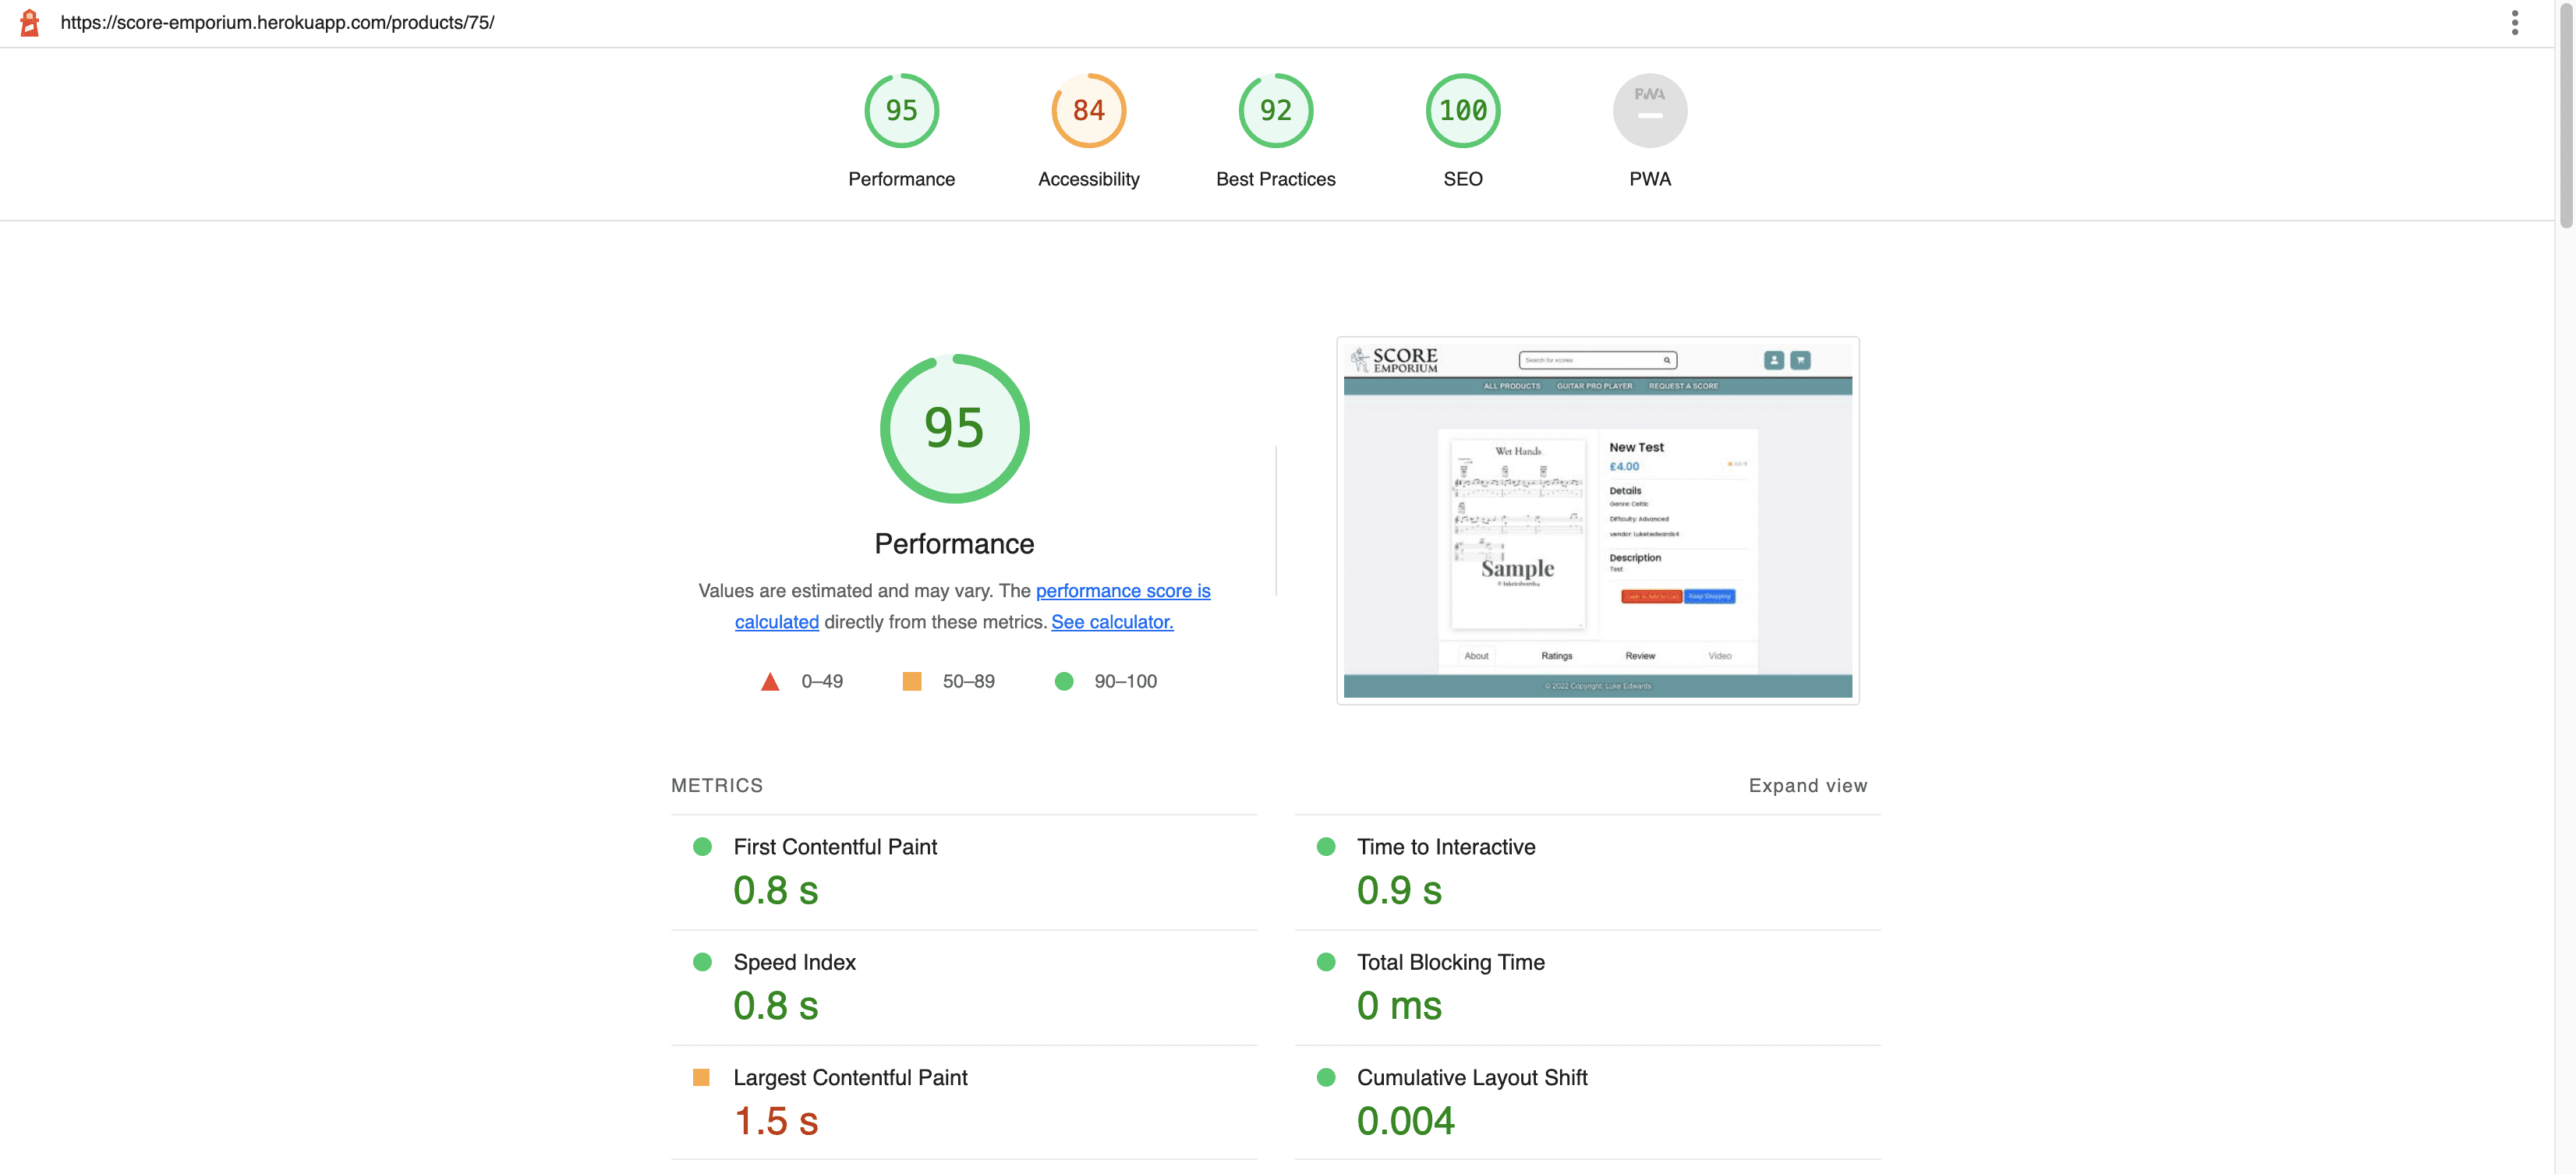 https://score-emporium.herokuapp.com/products/75/
95
84
92
100
PWA
Performance
Accessibility
Best Practices
SEO
PWA
95
Performance
Values are estimated and may vary. The performance score is
calculated directly from these metrics. See calculator.
0–49
50–89
90–100
SCORE
EMPORIUM
Search for scores
ALL PRODUCTS
GUITAR PRO PLAYER
REQUEST A SCORE
Wet Hands
Sample
New Test
£4.00
Details
Genre: Celtic
Difficulty: Advanced
vendor: Luketedwards4
Description
Test
Keep Shopping
About
Ratings
Review
Video
© 2022 Copyright: Luke Edwards
METRICS
Expand view
First Contentful Paint
0.8 s
Time to Interactive
0.9 s
Speed Index
0.8 s
Total Blocking Time
0 ms
Largest Contentful Paint
1.5 s
Cumulative Layout Shift
0.004